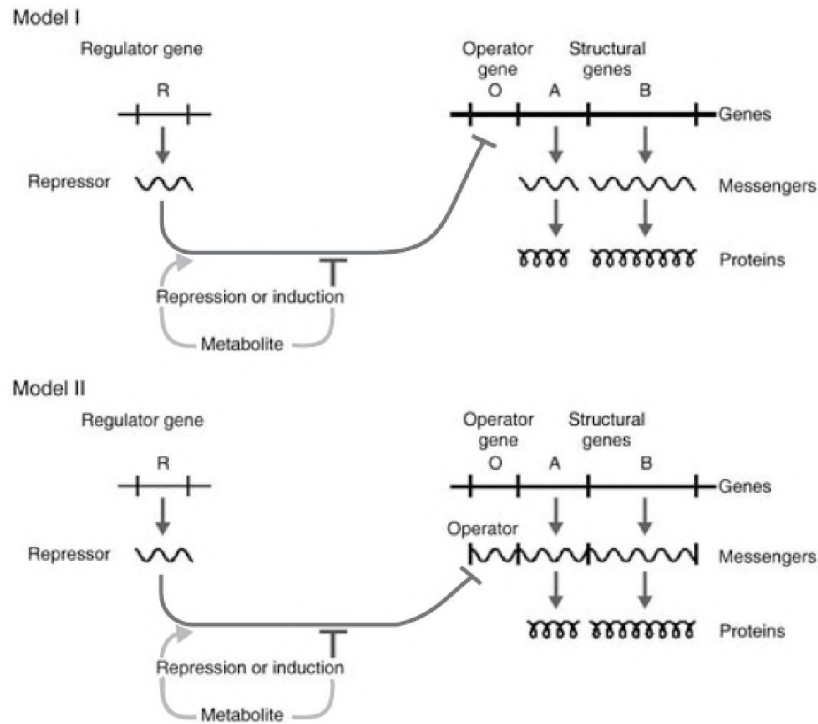 Model I
Regulator gene
Operator
gene
Structural
genes
R
O
A
B
Genes
Repressor
Messengers
Proteins
Repression or induction
Metabolite
Model II
Regulator gene
Operator
gene
Structural
genes
R
O
A
B
Genes
Operator
Repressor
Messengers
Proteins
Repression or induction
Metabolite